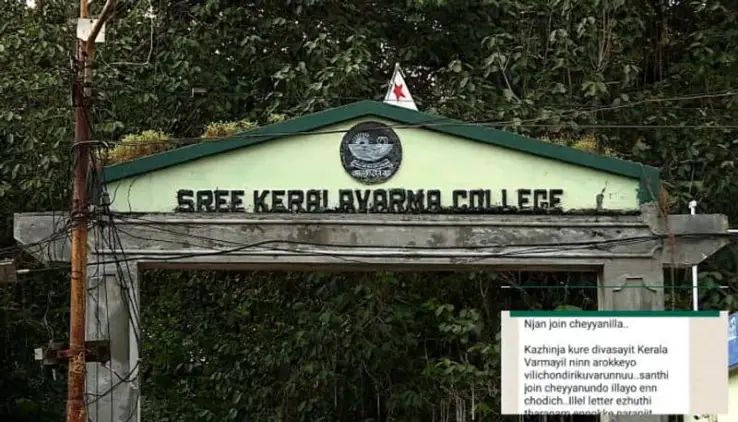 SREE KERALAVARMA COLLEGE
Njan join cheyyanilla..
Kazhinja kure divasayit Kerala
Varmayil ninn arokkeyo
vilichondirikuvarunnuu..santhi
join cheyyanundo illayo enn
chodich..Illel letter ezhuthi
tharanam ennokke paranjit